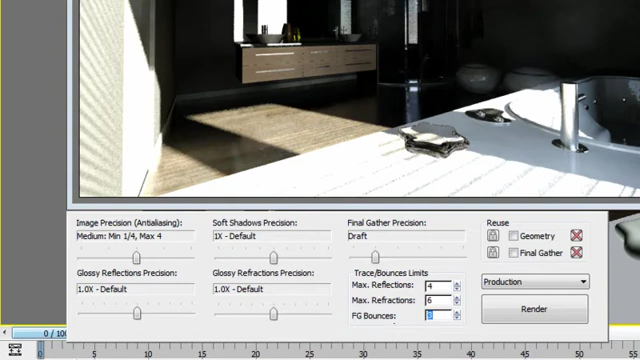 Image Precision (Antialiasing):
Medium: Min 1/4, Max 4
Soft Shadows Precision:
1X - Default
Final Gather Precision:
Draft
Reuse
Geometry
Final Gather
Glossy Reflections Precision:
1.0X - Default
Glossy Refractions Precision:
1.0X - Default
Trace/Bounces Limits
Max. Reflections: 4
Max. Refractions: 6
FG Bounces:
Production
Render
0 / 100
0 5 10 15 20 25 30 35 40 45 50 55